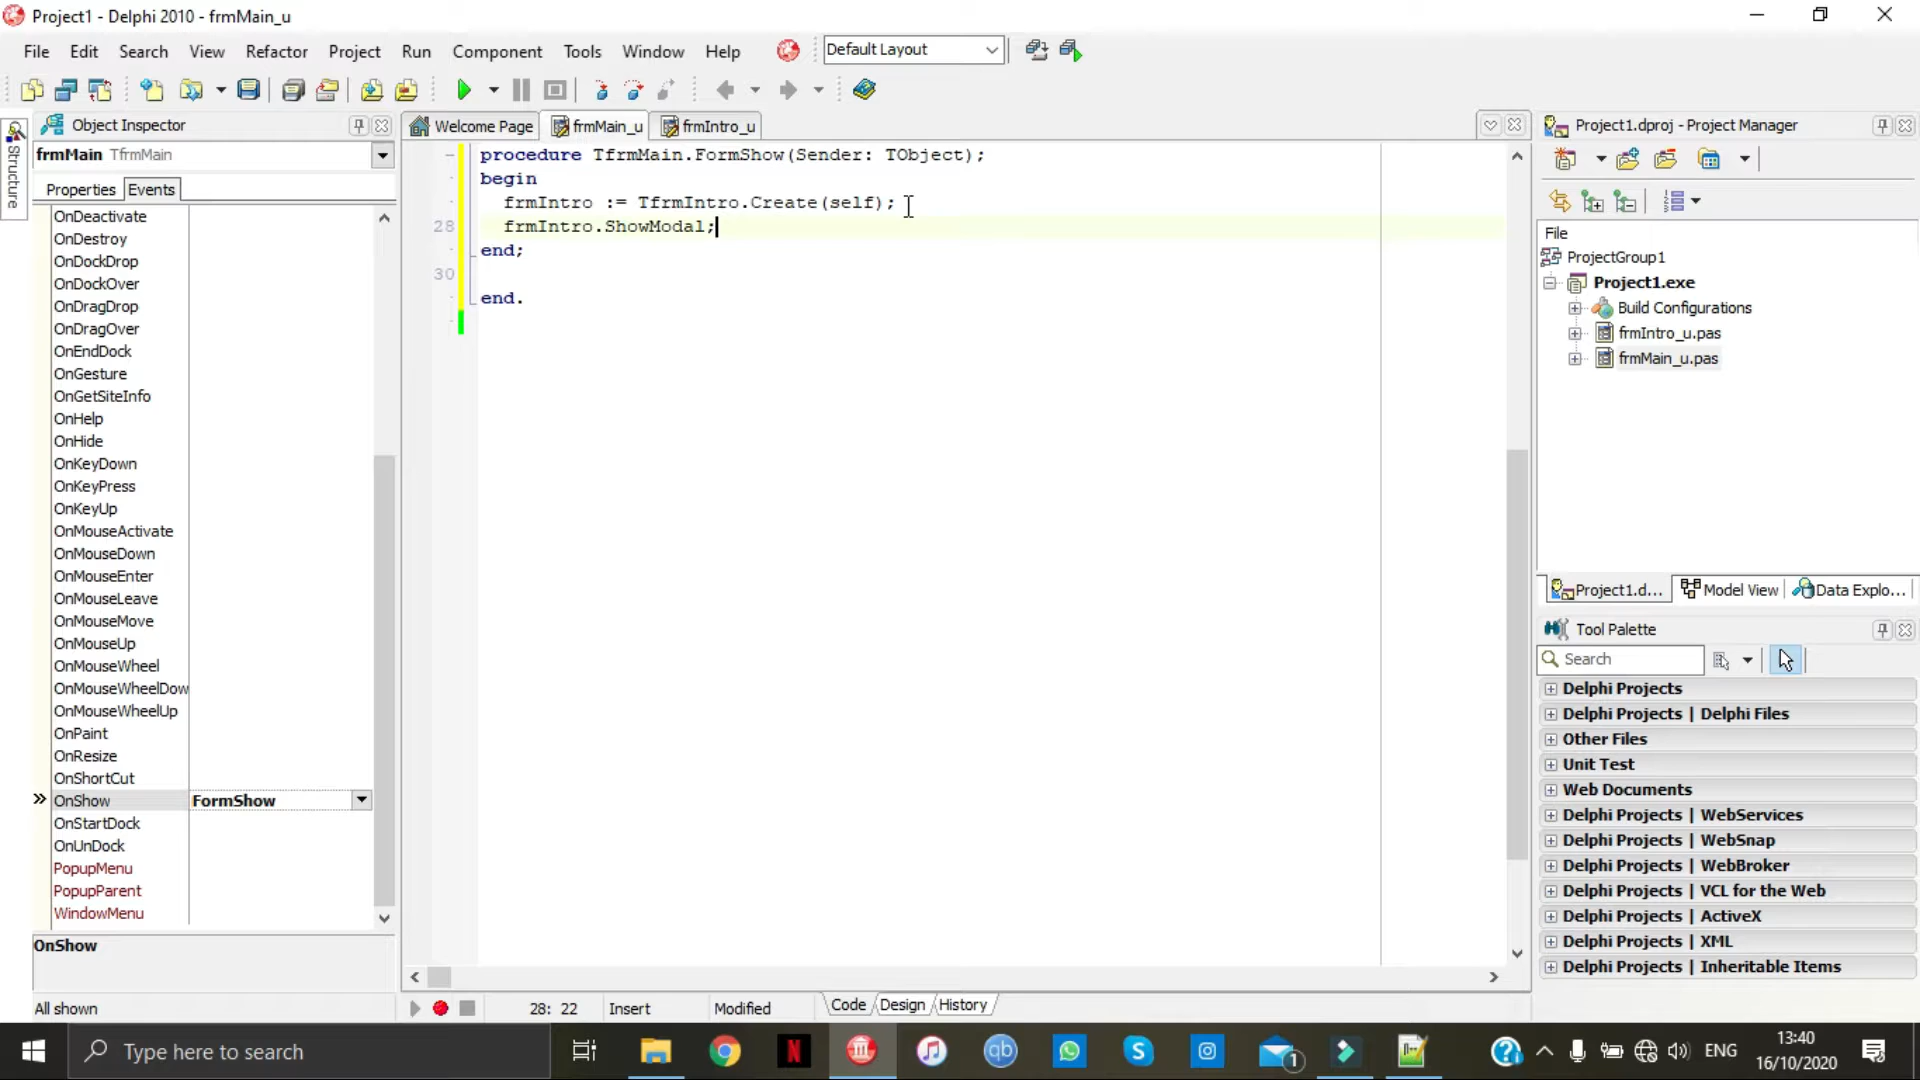 Project1 - Delphi 2010 - frmMain_u
File Edit Search View Refactor Project Run Component Tools Window Help
Default Layout
Object Inspector
frmMain TfrmMain
Properties Events
OnDeactivate
OnDestroy
OnDockDrop
OnDockOver
OnDragDrop
OnDragOver
OnEndDock
OnGesture
OnGetSiteInfo
OnHelp
OnHide
OnKeyDown
OnKeyPress
OnKeyUp
OnMouseActivate
OnMouseDown
OnMouseEnter
OnMouseLeave
OnMouseMove
OnMouseUp
OnMouseWheel
OnMouseWheelDow
OnMouseWheelUp
OnPaint
OnResize
OnShortCut
OnShow FormShow
OnStartDock
OnUnDock
PopupMenu
PopupParent
WindowMenu
OnShow
All shown
Structure
Welcome Page frmMain_u frmIntro_u
procedure TfrmMain.FormShow(Sender: TObject);
begin
frmIntro := TfrmIntro.Create(self);
28 frmIntro.ShowModal;
end;
30
end.
28: 22 Insert Modified Code Design History
Project1.dproj - Project Manager
File
ProjectGroup1
Project1.exe
Build Configurations
frmIntro_u.pas
frmMain_u.pas
Project1.d... Model View Data Explo...
Tool Palette
Search
Delphi Projects
Delphi Projects | Delphi Files
Other Files
Unit Test
Web Documents
Delphi Projects | WebServices
Delphi Projects | WebSnap
Delphi Projects | WebBroker
Delphi Projects | VCL for the Web
Delphi Projects | ActiveX
Delphi Projects | XML
Delphi Projects | Inheritable Items
Type here to search
N
qb
S
1
ENG
13:40
16/10/2020